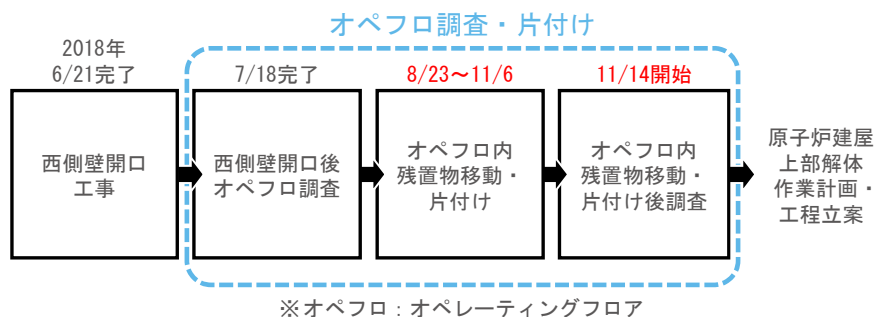 オペフロ調査・片付け
2018年
6/21完了
7/18完了
8/23～11/6
11/14開始
西側壁開口
工事
西側壁開口後
オペフロ調査
オペフロ内
残置物移動・
片付け
オペフロ内
残置物移動・
片付け後調査
原子炉建屋
上部解体
作業計画・
工程立案
※オペフロ：オペレーティングフロア